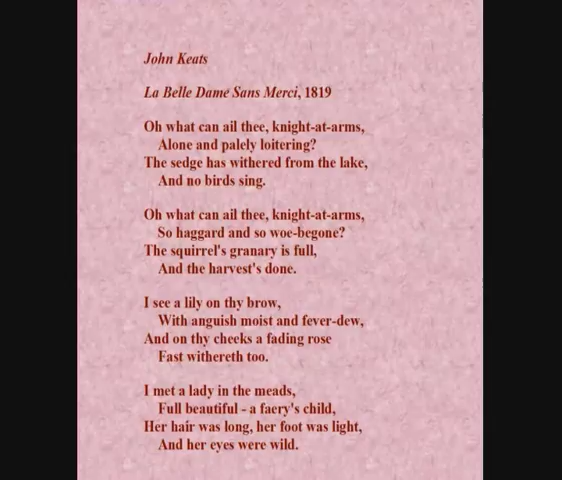 John Keats
La Belle Dame Sans Merci, 1819
Oh what can ail thee, knight-at-arms,
Alone and palely loitering?
The sedge has withered from the lake,
And no birds sing.
Oh what can ail thee, knight-at-arms,
So haggard and so woe-begone?
The squirrel's granary is full,
And the harvest's done.
I see a lily on thy brow,
With anguish moist and fever-dew,
And on thy cheeks a fading rose
Fast withereth too.
I met a lady in the meads,
Full beautiful - a faery's child,
Her hair was long, her foot was light,
And her eyes were wild.